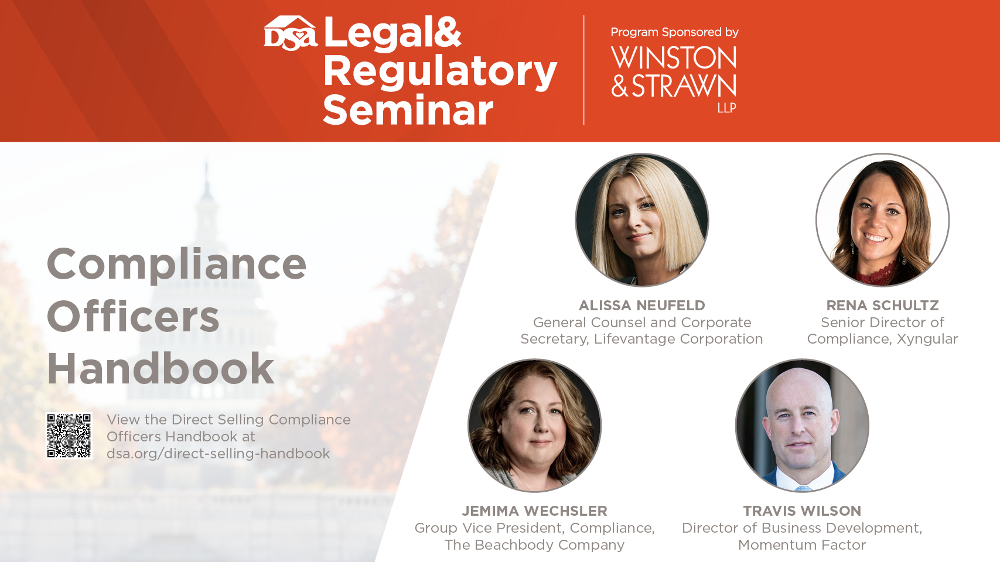 DSa Legal&
Regulatory
Seminar
Program Sponsored by
WINSTON
& STRAWN
LLP
Compliance
Officers
Handbook
View the Direct Selling Compliance
Officers Handbook at
dsa.org/direct-selling-handbook
ALISSA NEUFELD
General Counsel and Corporate
Secretary, Lifevantage Corporation
RENA SCHULTZ
Senior Director of
Compliance, Xyngular
JEMIMA WECHSLER
Group Vice President, Compliance,
The Beachbody Company
TRAVIS WILSON
Director of Business Development,
Momentum Factor